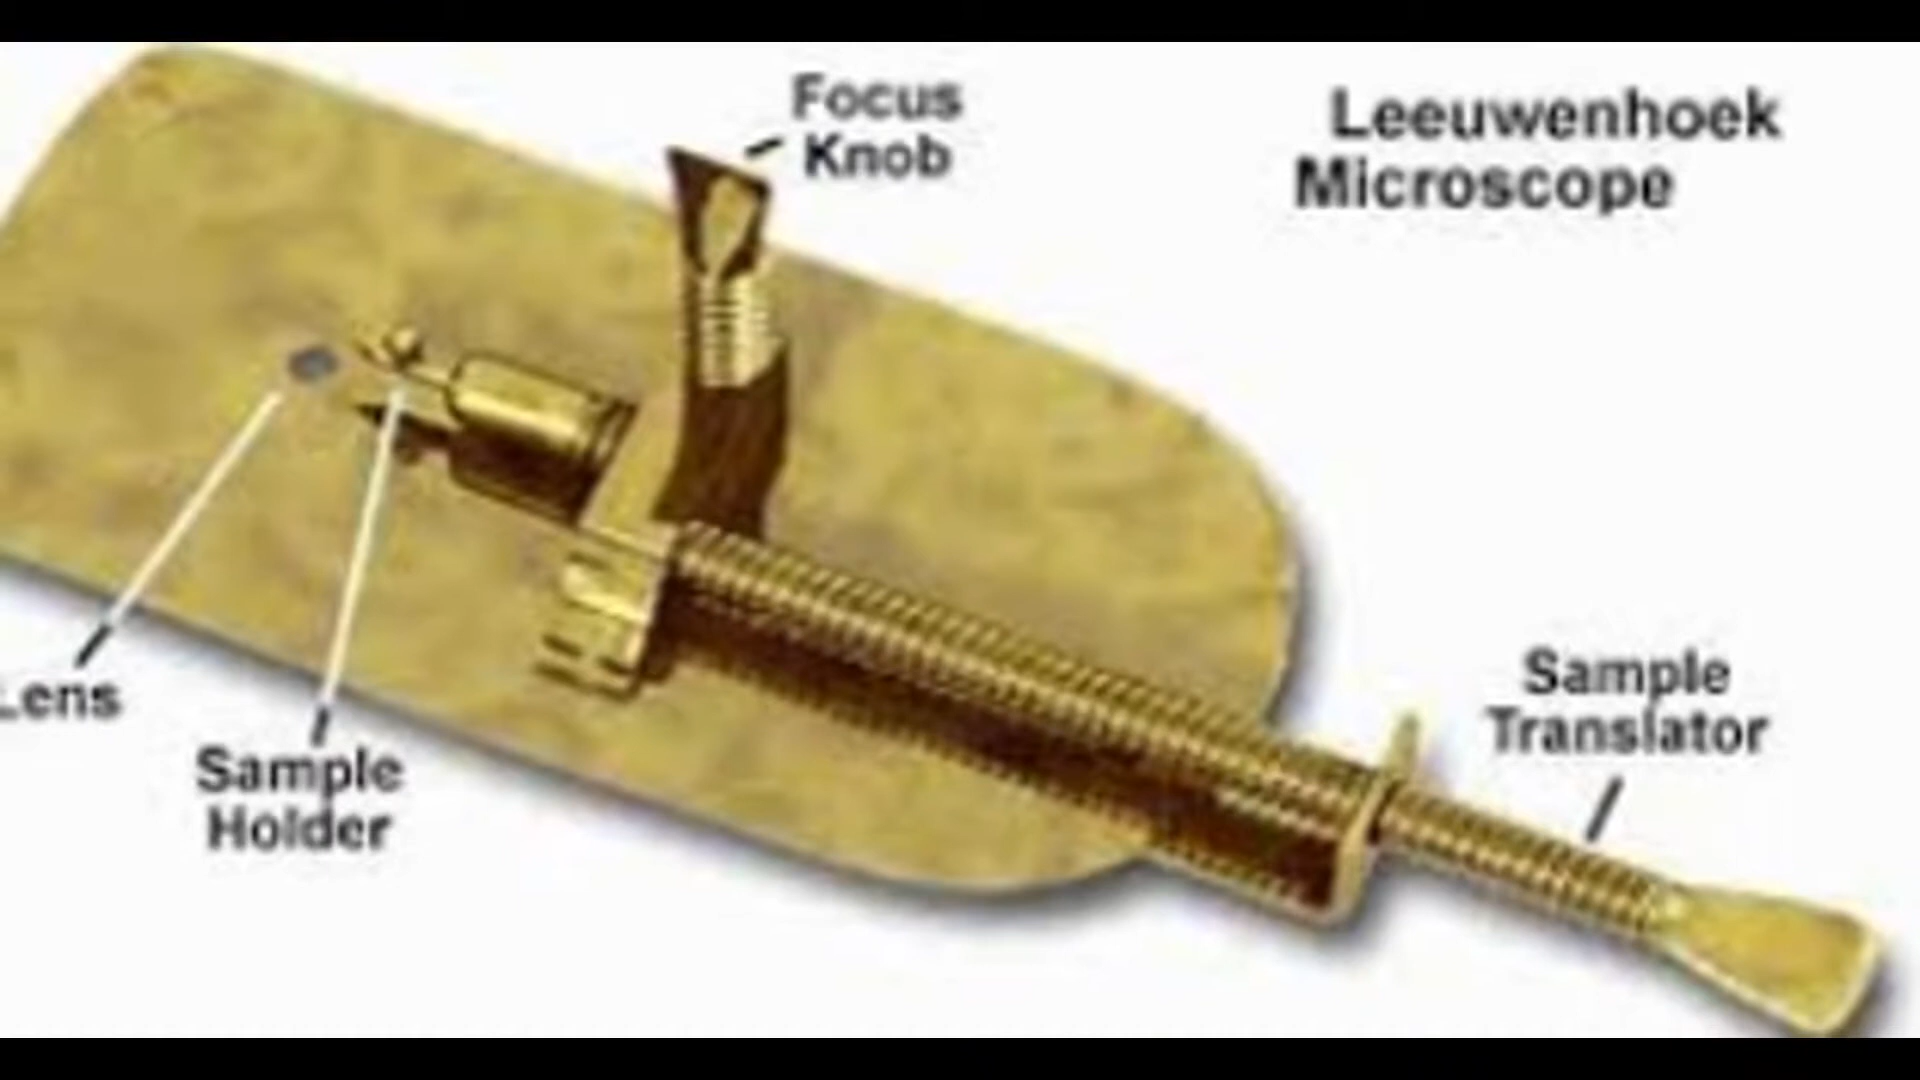 Focus
Knob
Leeuwenhoek
Microscope
Lens
Sample
Holder
Sample
Translator